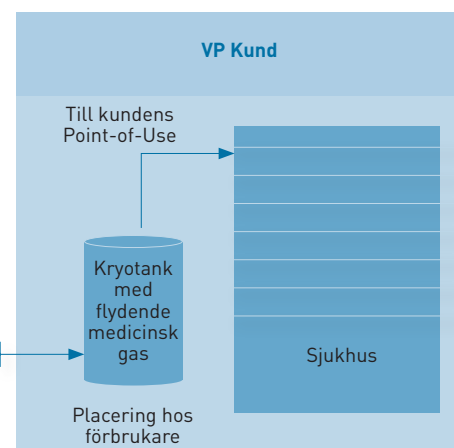 VP Kund
Till kundens
Point-of-Use
Kryotank
med
flydende
medicinsk
gas
Sjukhus
Placering hos
förbrukare